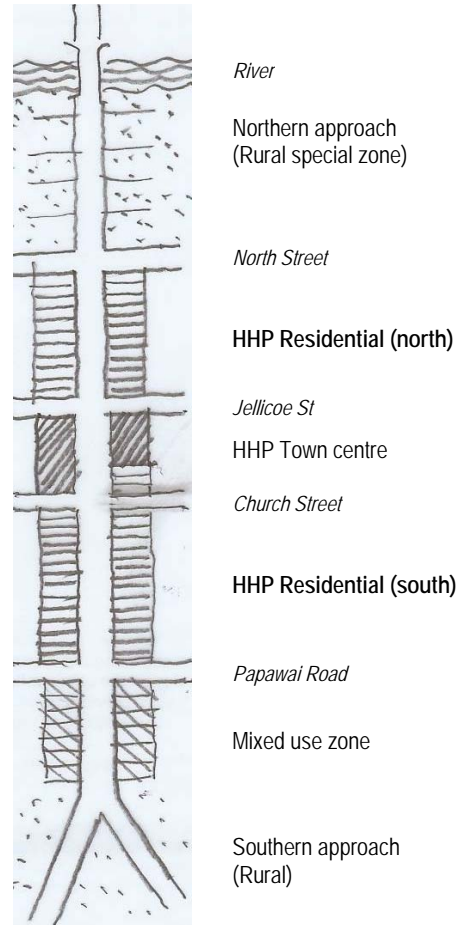 River
Northern approach
(Rural special zone)
North Street
HHP Residential (north)
Jellicoe St
HHP Town centre
Church Street
HHP Residential (south)
Papawai Road
Mixed use zone
Southern approach
(Rural)